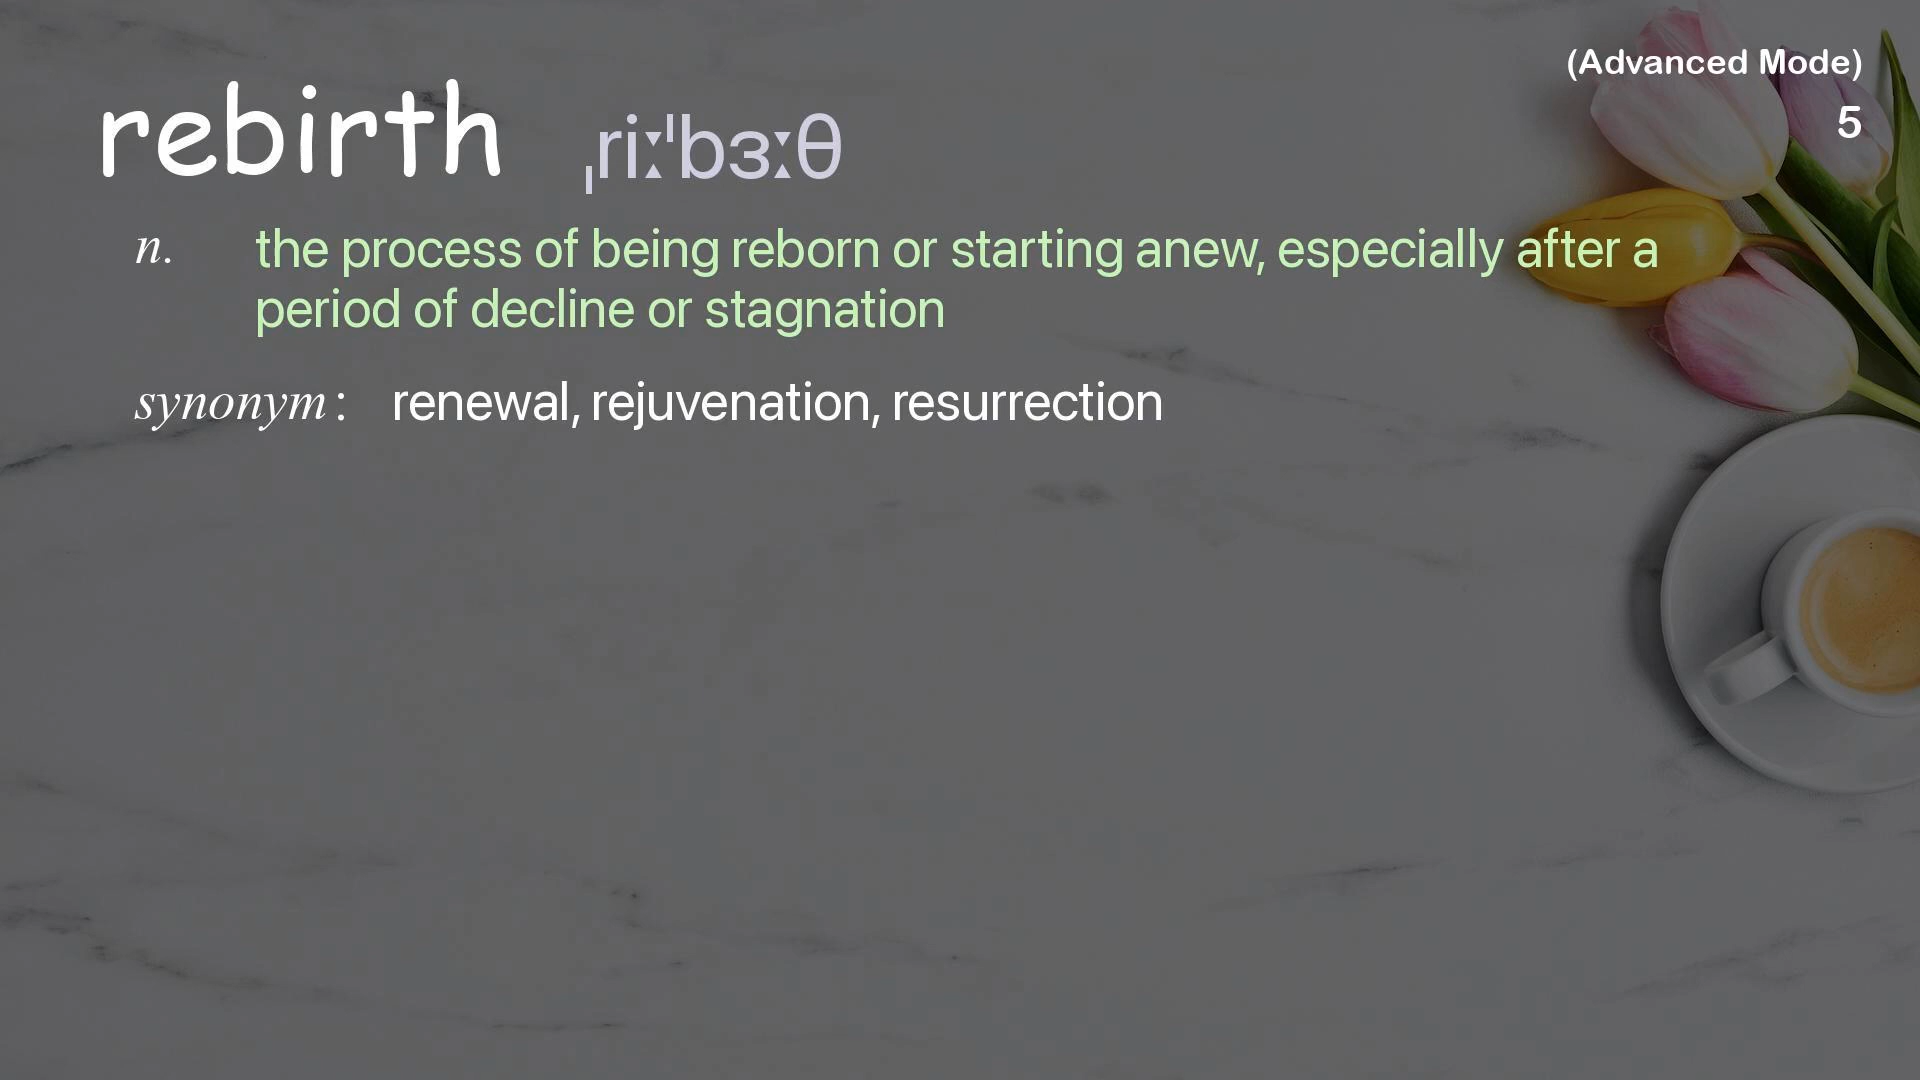 (Advanced Mode)
rebirth ˌriːˈbɜːθ
5
n. the process of being reborn or starting anew, especially after a
period of decline or stagnation
synonym: renewal, rejuvenation, resurrection